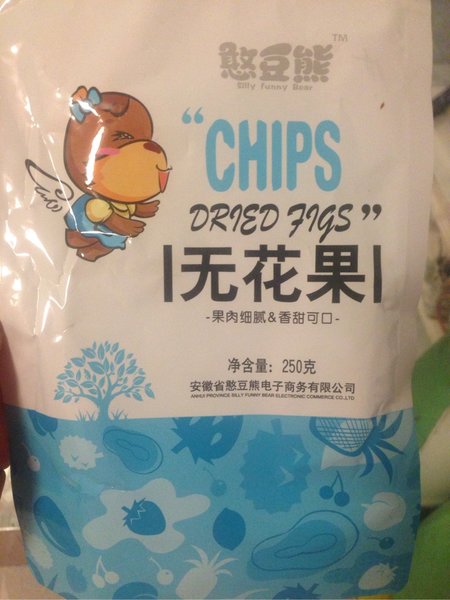 憨豆熊™
Silly Funny Bear
“CHIPS
DRIED FIGS”
无花果
-果肉细腻&香甜可口-
净含量：250克
安徽省憨豆熊电子商务有限公司
ANHUI PROVINCE SILLY FUNNY BEAR ELECTRONIC COMMERCE CO.,LTD